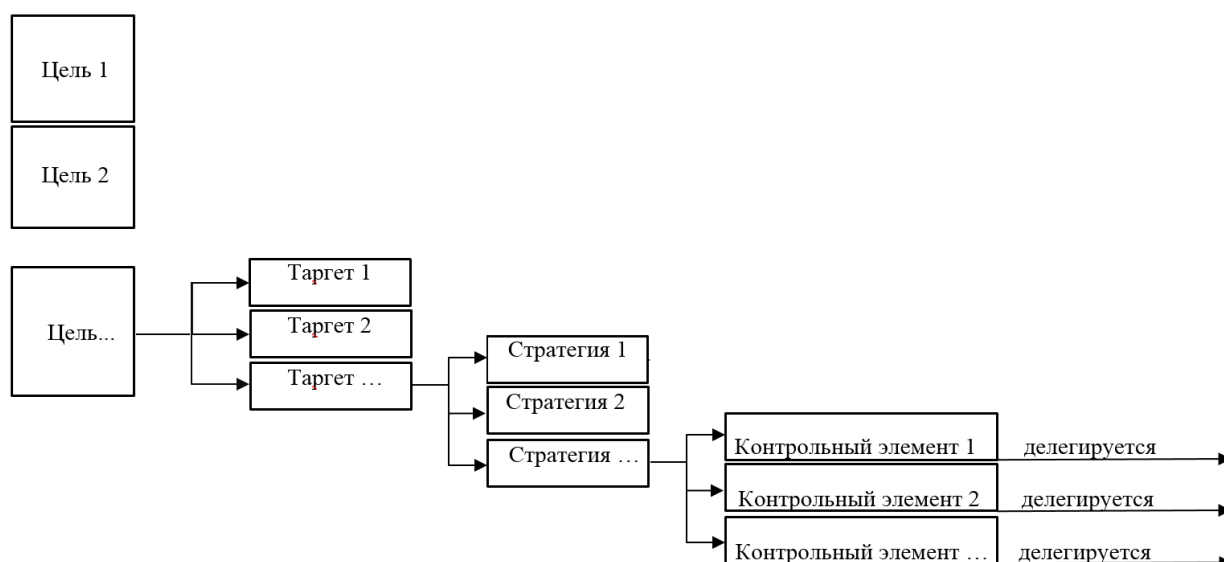 Цель 1
Цель 2
Цель...
Таргет 1
Таргет 2
Таргет …
Стратегия 1
Стратегия 2
Стратегия …
Контрольный элемент 1 делегируется
Контрольный элемент 2 делегируется
Контрольный элемент … делегируется